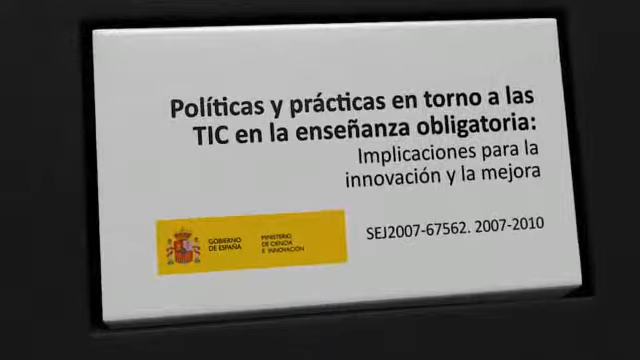 Políticas y prácticas en torno a las
TIC en la enseñanza obligatoria:
Implicaciones para la
innovación y la mejora
GOBIERNO
DE ESPAÑA
MINISTERIO
DE CIENCIA
E INNOVACIÓN
SEJ2007-67562. 2007-2010